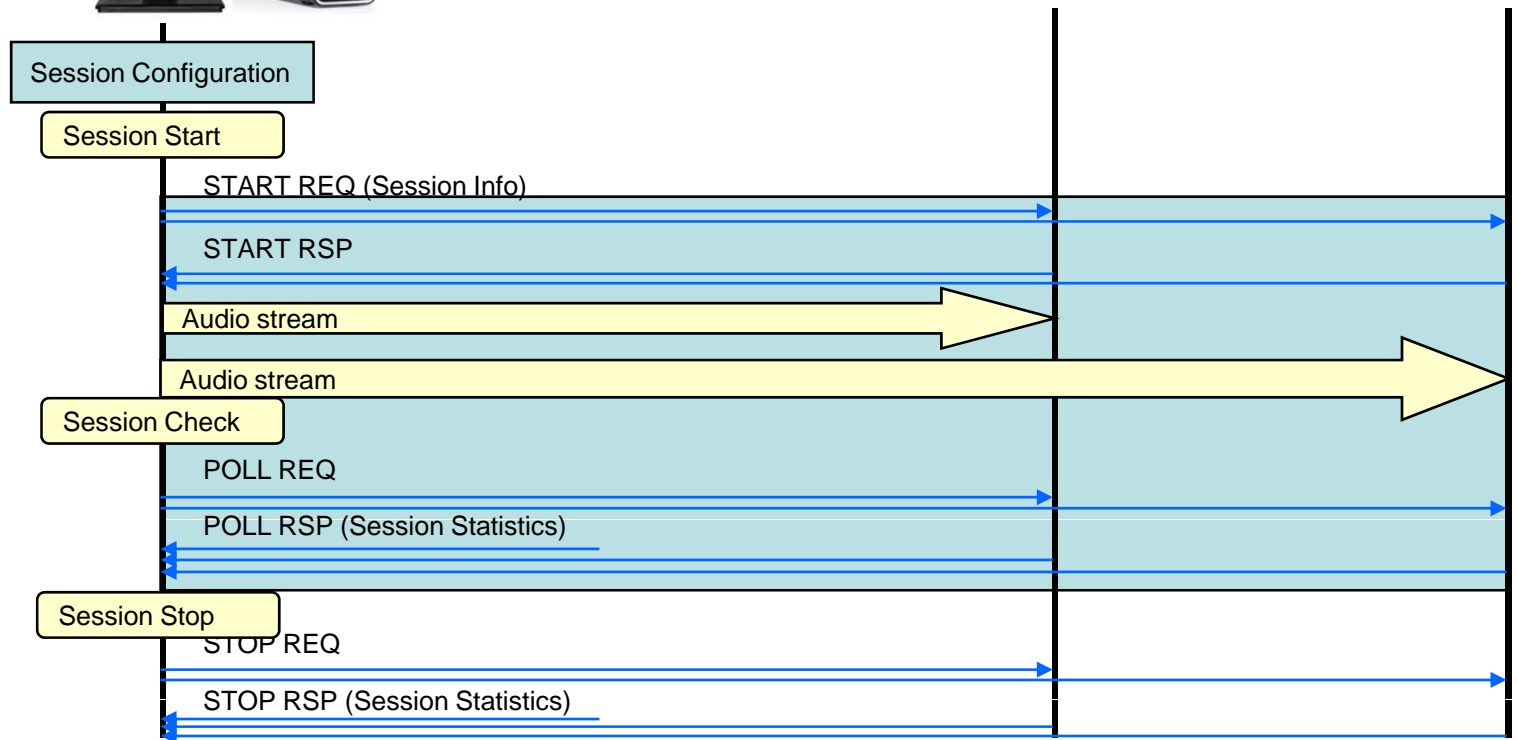 Session Configuration
Session Start
START REQ (Session Info)
START RSP
Audio stream
Audio stream
Session Check
POLL REQ
POLL RSP (Session Statistics)
Session Stop
STOP REQ
STOP RSP (Session Statistics)